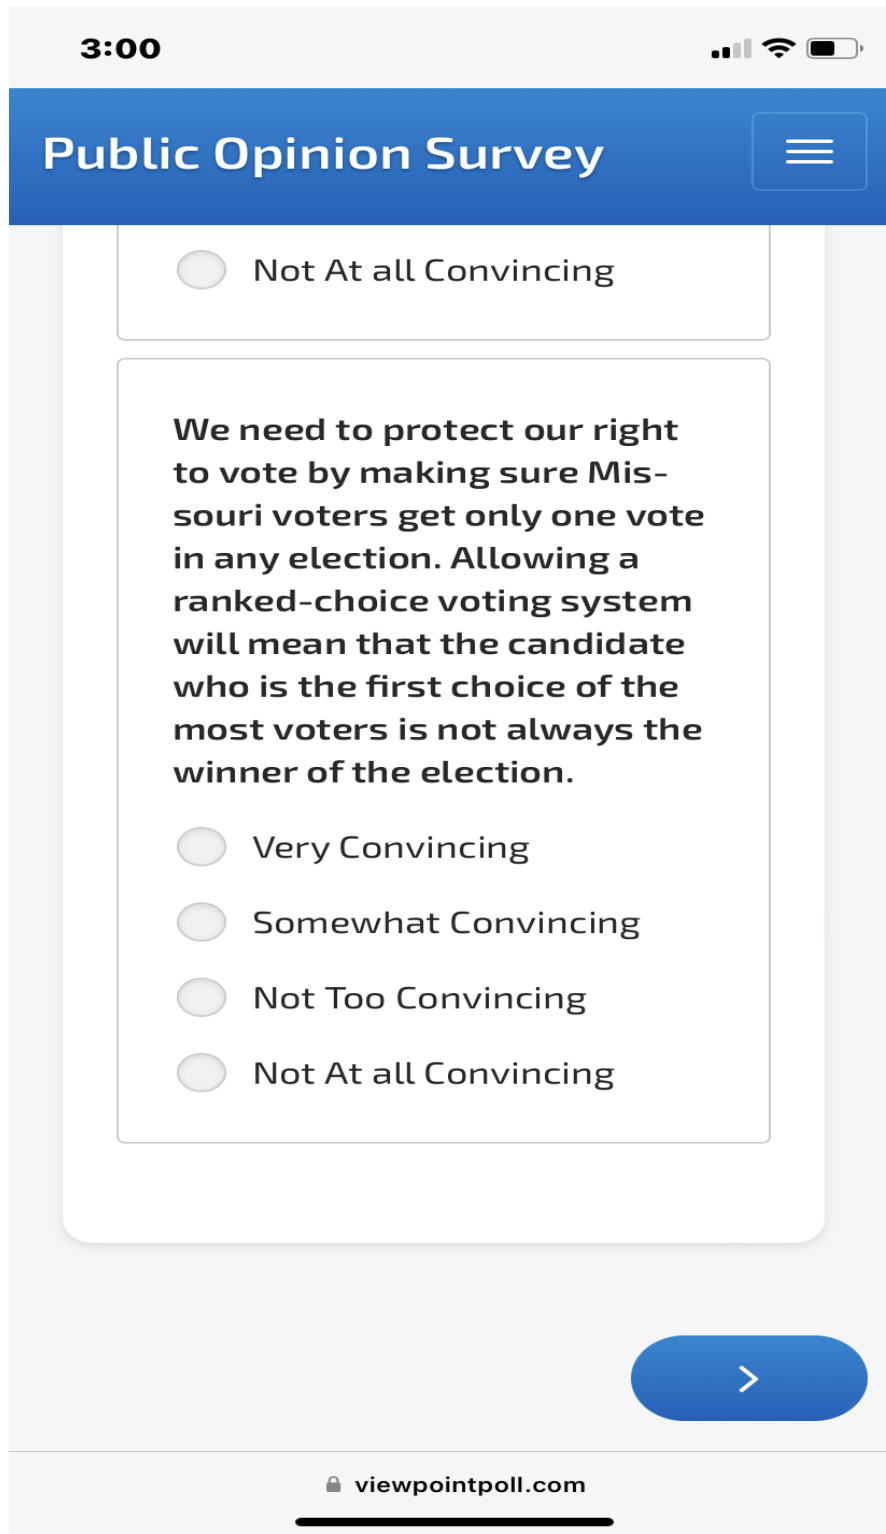 3:00
Public Opinion Survey
Not At all Convincing
We need to protect our right
to vote by making sure Mis-
souri voters get only one vote
in any election. Allowing a
ranked-choice voting system
will mean that the candidate
who is the first choice of the
most voters is not always the
winner of the election.
Very Convincing
Somewhat Convincing
Not Too Convincing
Not At all Convincing
viewpointpoll.com